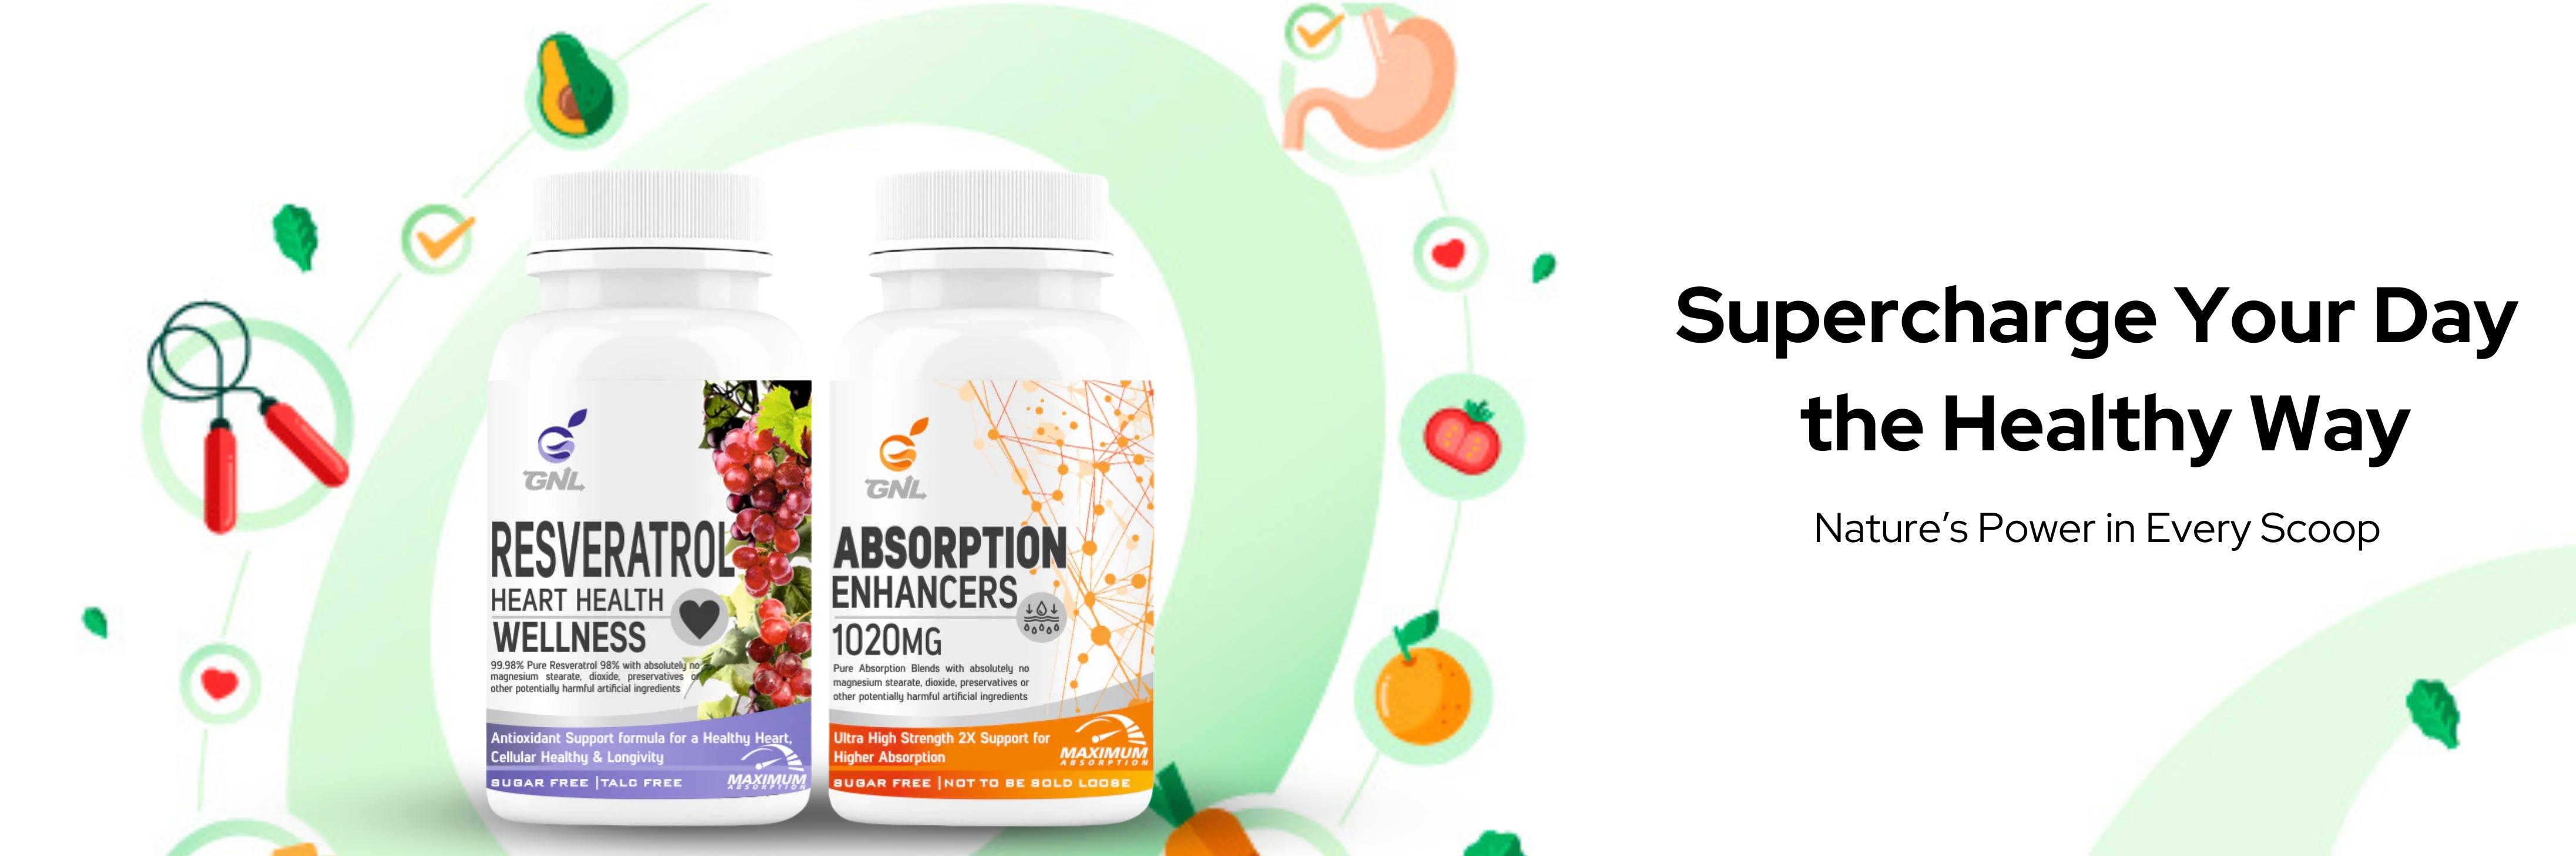 GNL
RESVERATROL
HEART HEALTH
WELLNESS
99.98% Pure Resveratrol 98% with absolutely no
magnesium stearate, dioxide, preservatives or
other potentially harmful artificial ingredients
Antioxidant Support formula for a Healthy Heart,
Cellular Healthy & Longivity
MAXIMUM
ABSORPTION
SUGAR FREE |TALC FREE
GNL
ABSORPTION
ENHANCERS
1020MG
Pure Absorption Blends with absolutely no
magnesium stearate, dioxide, preservatives or
other potentially harmful artificial ingredients
Ultra High Strength 2X Support for
Higher Absorption
MAXIMUM
ABSORPTION
SUGAR FREE |NOT TO BE SOLD LOOSE
Supercharge Your Day
the Healthy Way
Nature’s Power in Every Scoop